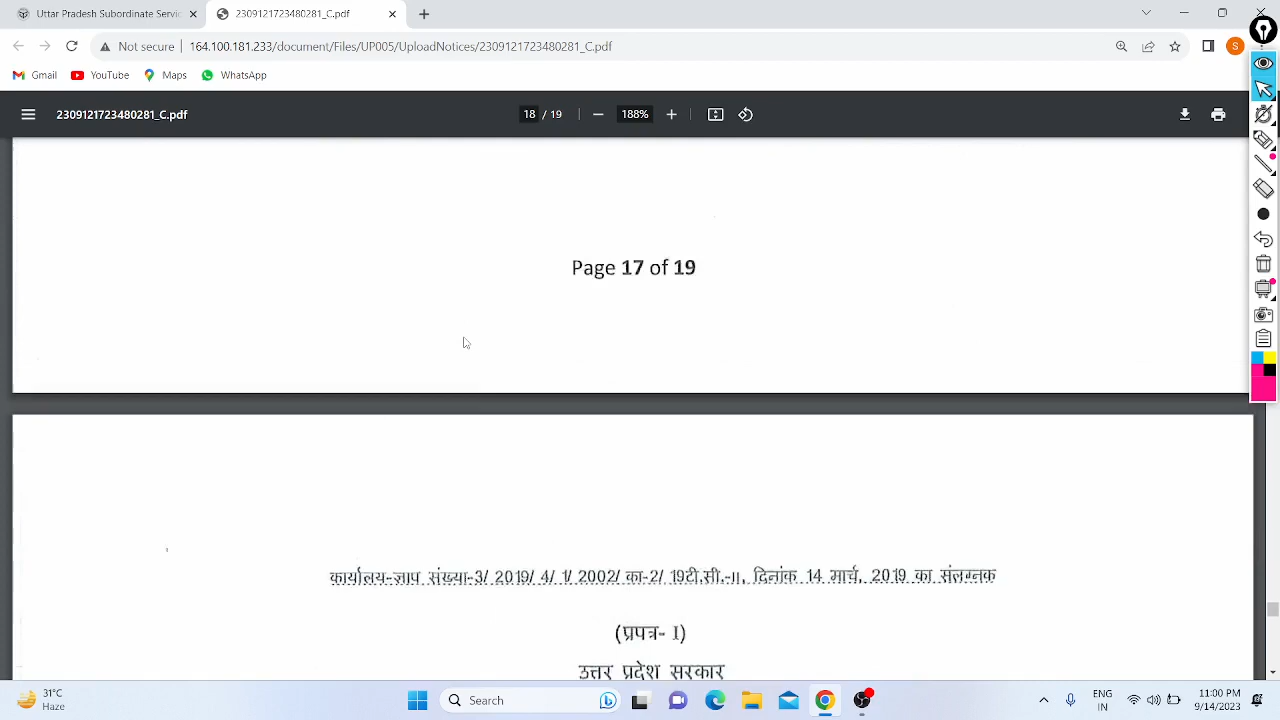 Uttar Pradesh Subordinate Servic
2309121723480281_C.pdf
Not secure
164.100.181.233/document/Files/UP005/UploadNotices/2309121723480281_C.pdf
S
Gmail
YouTube
Maps
WhatsApp
2309121723480281_C.pdf
18 / 19
188%
Page 17 of 19
कार्यालय-ज्ञाप संख्या-3/ 2019/ 4/ 1/ 2002/ का-2/ 19टी.सी.-II, दिनांक 14 मार्च, 2019 का संलग्नक
(प्रपत्र- I)
उत्तर प्रदेश सरकार
31°C
Haze
Search
ENG
IN
11:00 PM
9/14/2023